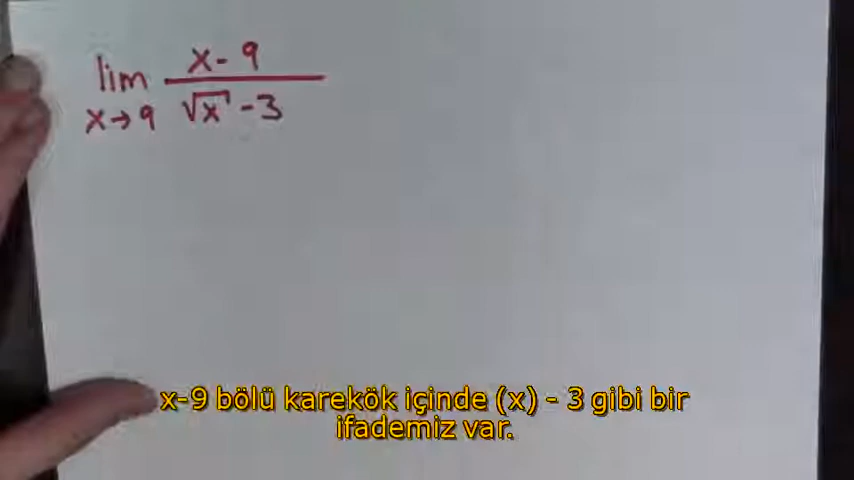 lim x - 9
x→9 √x - 3
x-9 bölü karekök içinde (x) - 3 gibi bir
ifademiz var.